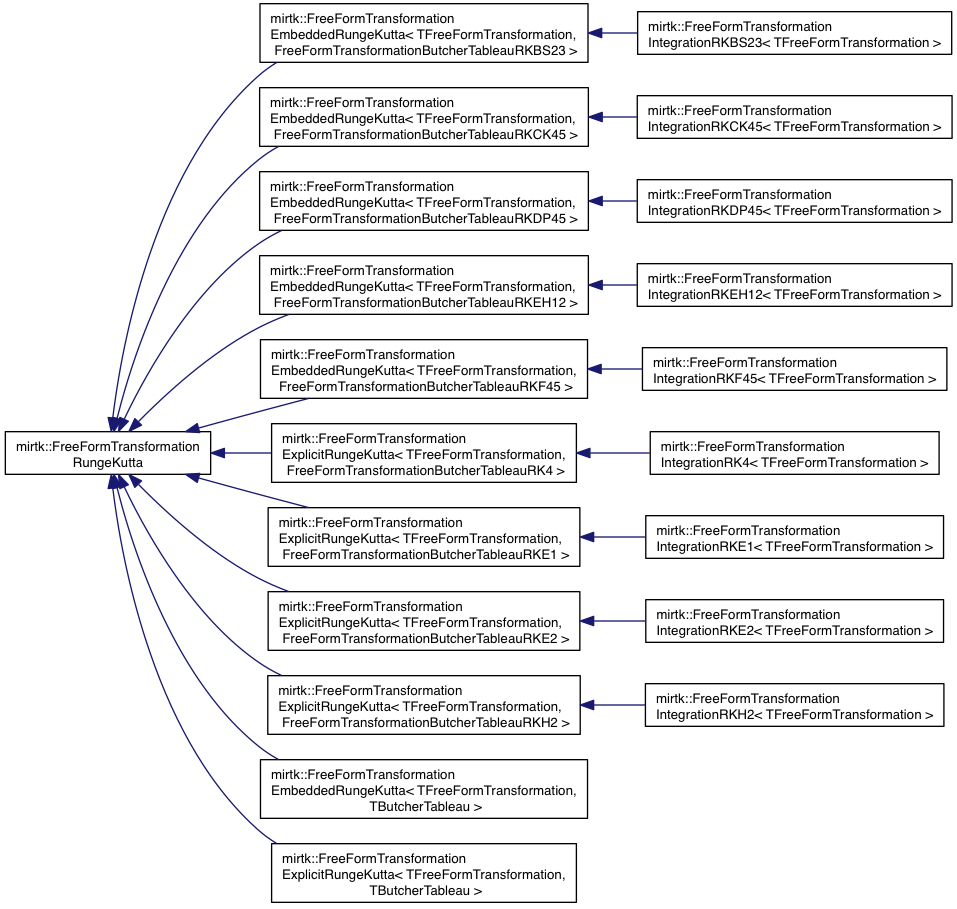 mirtk::FreeFormTransformation
EmbeddedRungeKutta< TFreeFormTransformation,
FreeFormTransformationButcherTableauRKBS23 >
mirtk::FreeFormTransformation
IntegrationRKBS23< TFreeFormTransformation >
mirtk::FreeFormTransformation
EmbeddedRungeKutta< TFreeFormTransformation,
FreeFormTransformationButcherTableauRKCK45 >
mirtk::FreeFormTransformation
IntegrationRKCK45< TFreeFormTransformation >
mirtk::FreeFormTransformation
EmbeddedRungeKutta< TFreeFormTransformation,
FreeFormTransformationButcherTableauRKDP45 >
mirtk::FreeFormTransformation
IntegrationRKDP45< TFreeFormTransformation >
mirtk::FreeFormTransformation
EmbeddedRungeKutta< TFreeFormTransformation,
FreeFormTransformationButcherTableauRKEH12 >
mirtk::FreeFormTransformation
IntegrationRKEH12< TFreeFormTransformation >
mirtk::FreeFormTransformation
EmbeddedRungeKutta< TFreeFormTransformation,
FreeFormTransformationButcherTableauRKF45 >
mirtk::FreeFormTransformation
IntegrationRKF45< TFreeFormTransformation >
mirtk::FreeFormTransformation
RungeKutta
mirtk::FreeFormTransformation
ExplicitRungeKutta< TFreeFormTransformation,
FreeFormTransformationButcherTableauRK4 >
mirtk::FreeFormTransformation
IntegrationRK4< TFreeFormTransformation >
mirtk::FreeFormTransformation
ExplicitRungeKutta< TFreeFormTransformation,
FreeFormTransformationButcherTableauRKE1 >
mirtk::FreeFormTransformation
IntegrationRKE1< TFreeFormTransformation >
mirtk::FreeFormTransformation
ExplicitRungeKutta< TFreeFormTransformation,
FreeFormTransformationButcherTableauRKE2 >
mirtk::FreeFormTransformation
IntegrationRKE2< TFreeFormTransformation >
mirtk::FreeFormTransformation
ExplicitRungeKutta< TFreeFormTransformation,
FreeFormTransformationButcherTableauRKH2 >
mirtk::FreeFormTransformation
IntegrationRKH2< TFreeFormTransformation >
mirtk::FreeFormTransformation
EmbeddedRungeKutta< TFreeFormTransformation,
TButcherTableau >
mirtk::FreeFormTransformation
ExplicitRungeKutta< TFreeFormTransformation,
TButcherTableau >